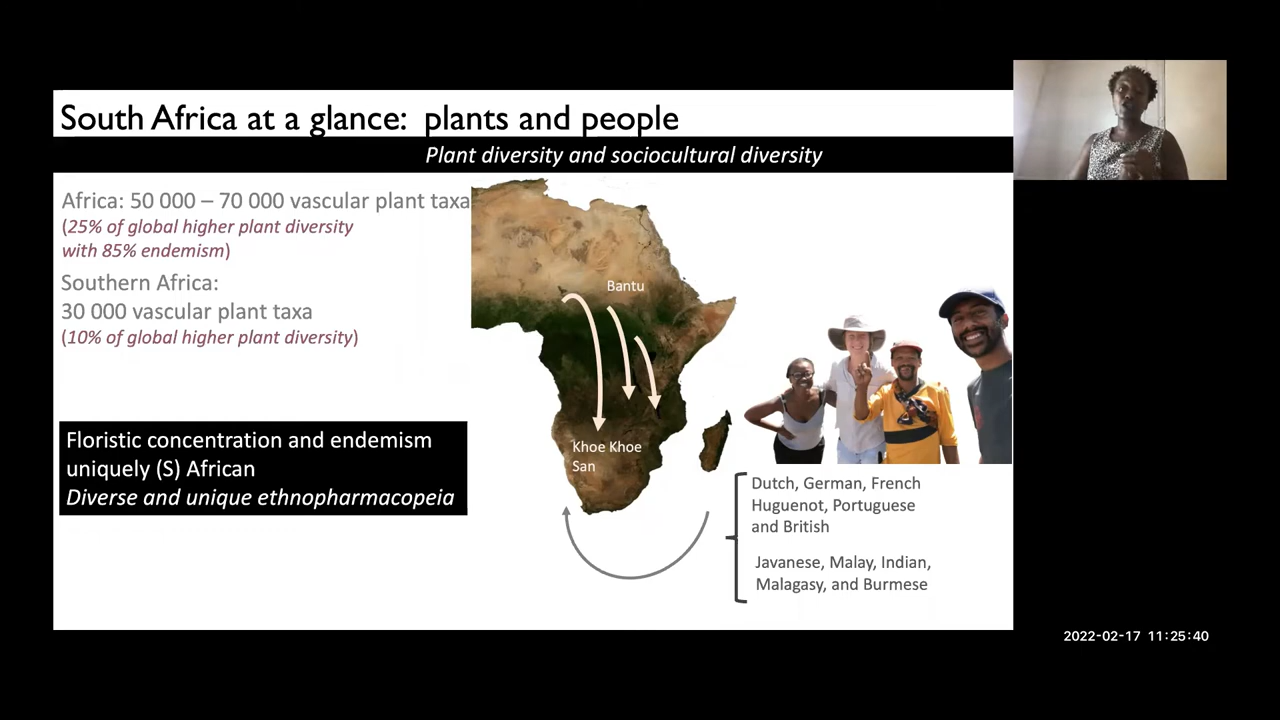 South Africa at a glance: plants and people
Plant diversity and sociocultural diversity
Africa: 50 000 – 70 000 vascular plant taxa
(25% of global higher plant diversity
with 85% endemism)
Southern Africa:
30 000 vascular plant taxa
(10% of global higher plant diversity)
Floristic concentration and endemism
uniquely (S) African
Diverse and unique ethnopharmacopeia
Bantu
Khoe Khoe
San
Dutch, German, French
Huguenot, Portuguese
and British
Javanese, Malay, Indian,
Malagasy, and Burmese
2022-02-17 11:25:40